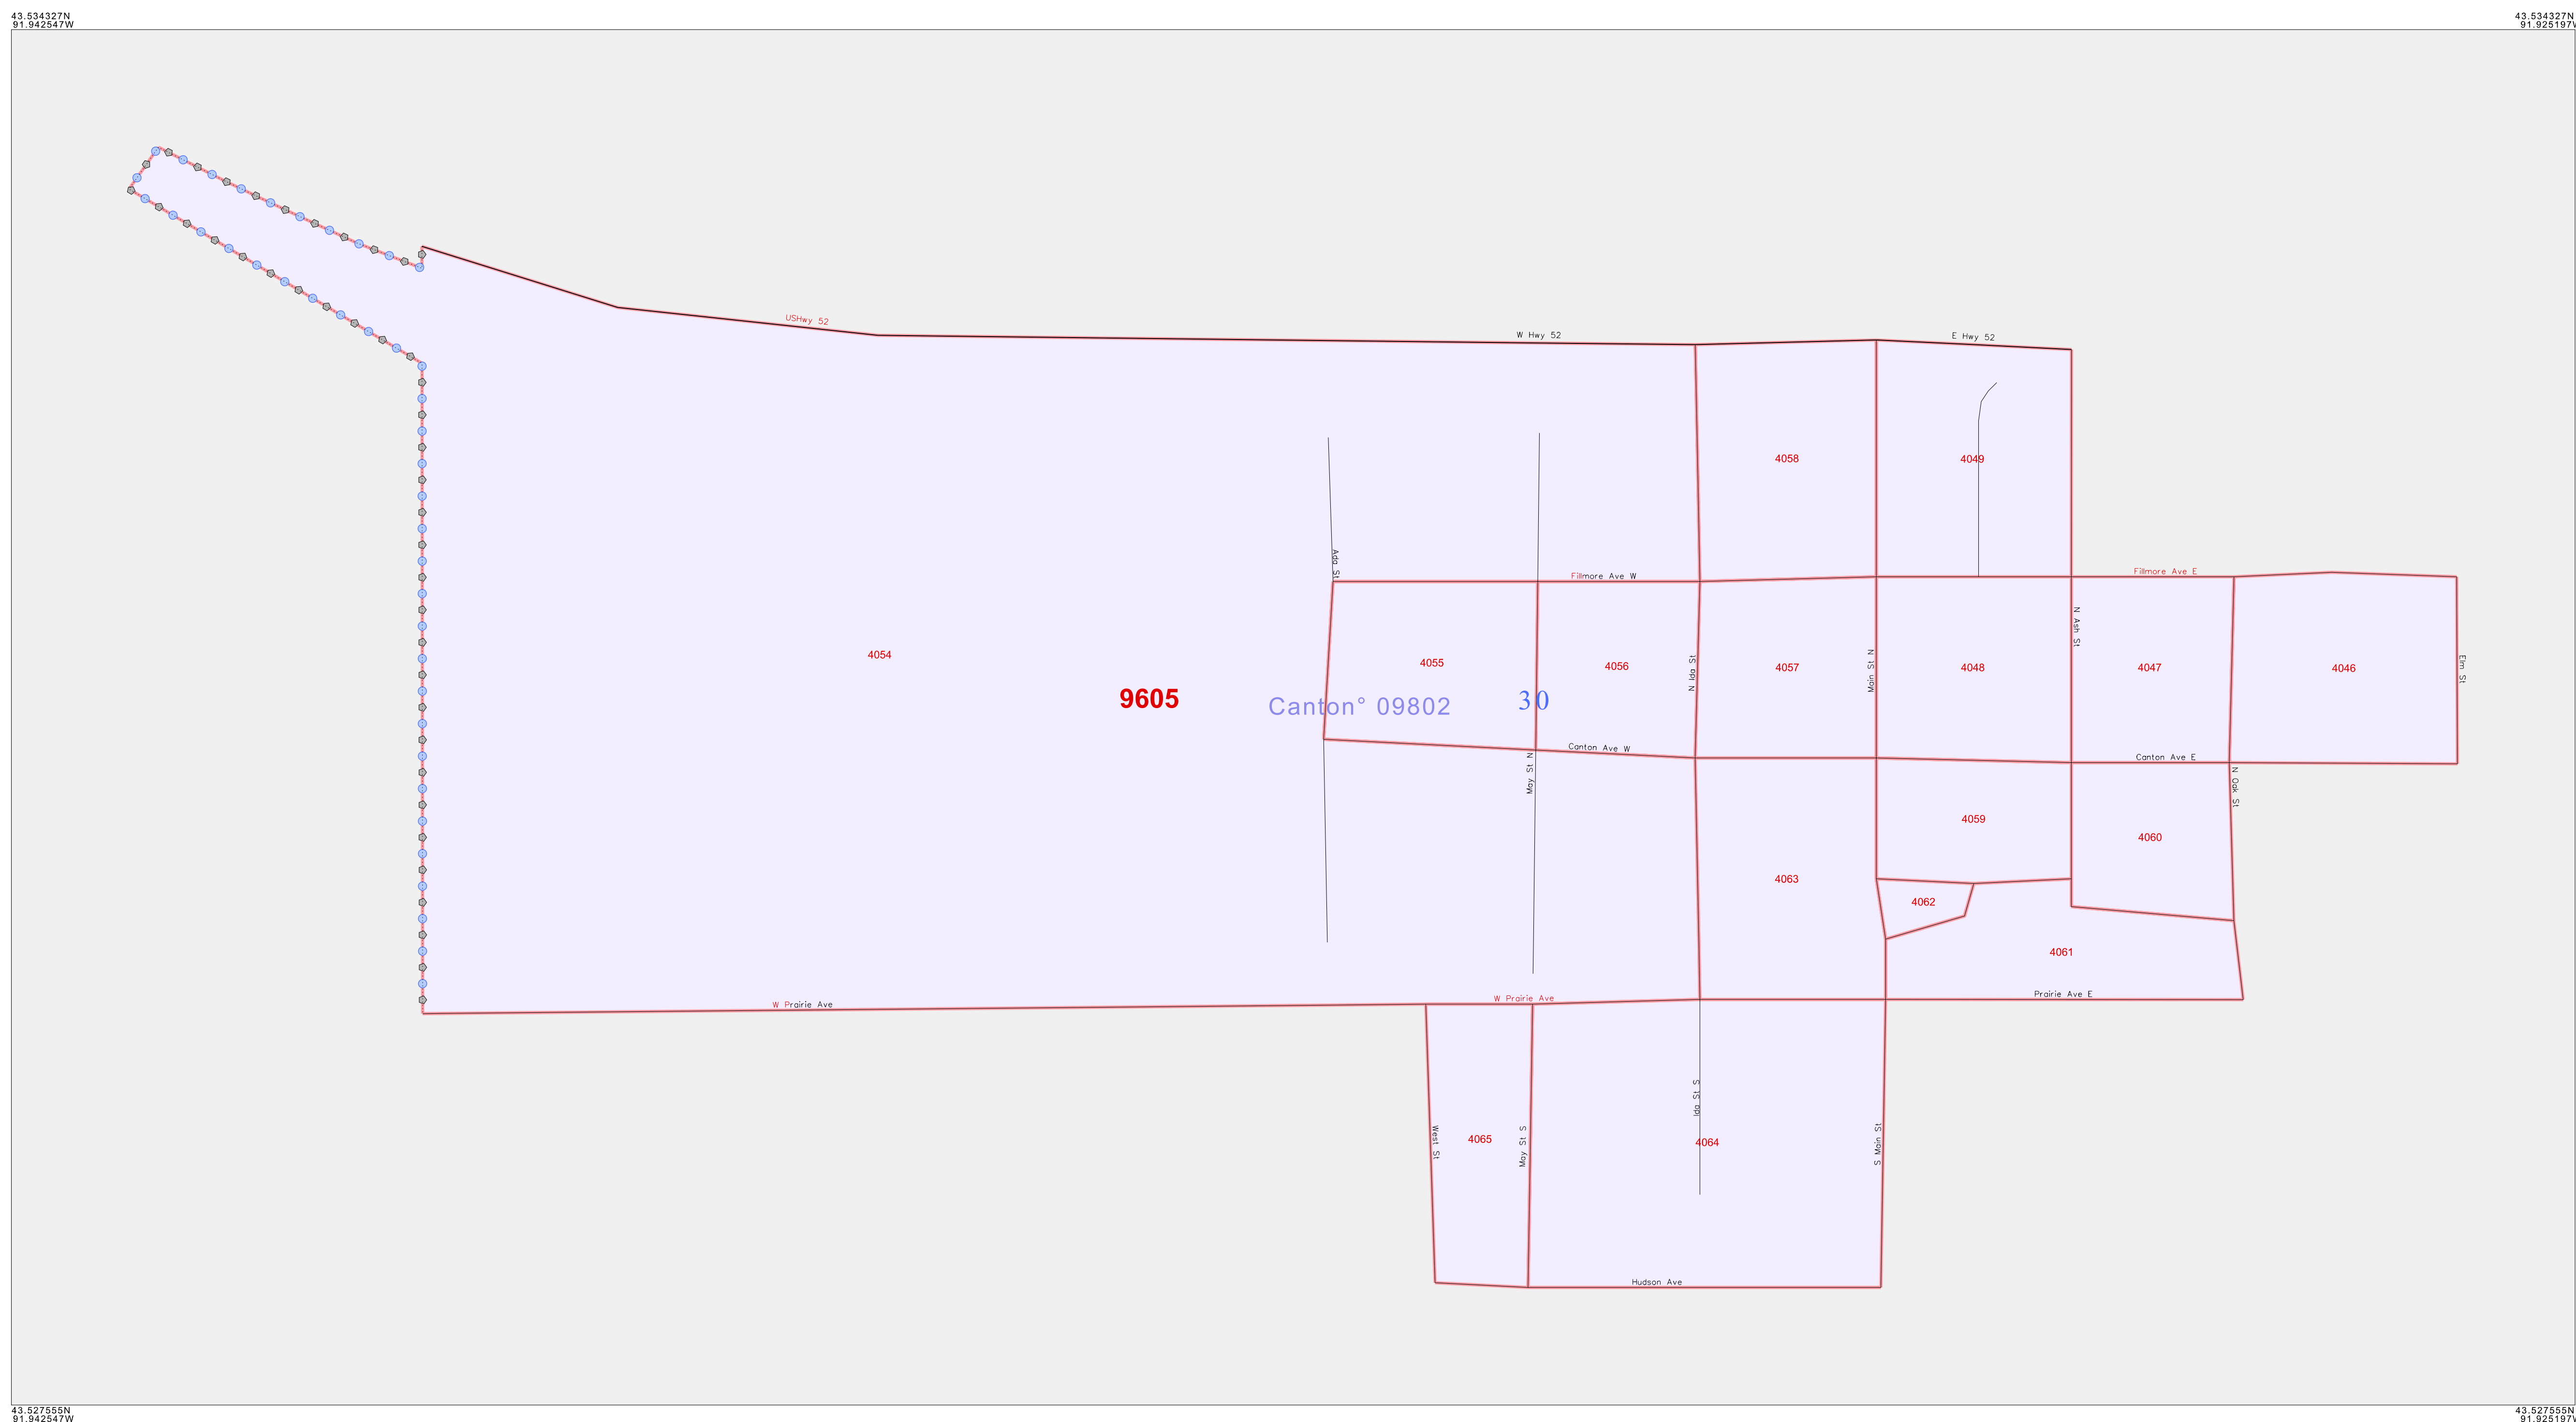 43.534327N
91.942547W
43.534327N
91.925197W
USHwy 52
W Hwy 52
E Hwy 52
4058
4049
Ada St
Fillmore Ave W
Fillmore Ave E
N Ash St
4054
4055
4056
N Ida St
4057
Main St N
4048
4047
4046
Elm St
9605
Canton° 09802
30
Canton Ave W
May St N
Canton Ave E
N Oak St
4059
4060
4063
4062
4061
W Prairie Ave
W Prairie Ave
Prairie Ave E
Ida St S
West St
4065
May St S
4064
S Main St
Hudson Ave
43.527555N
91.942547W
43.527555N
91.925197W